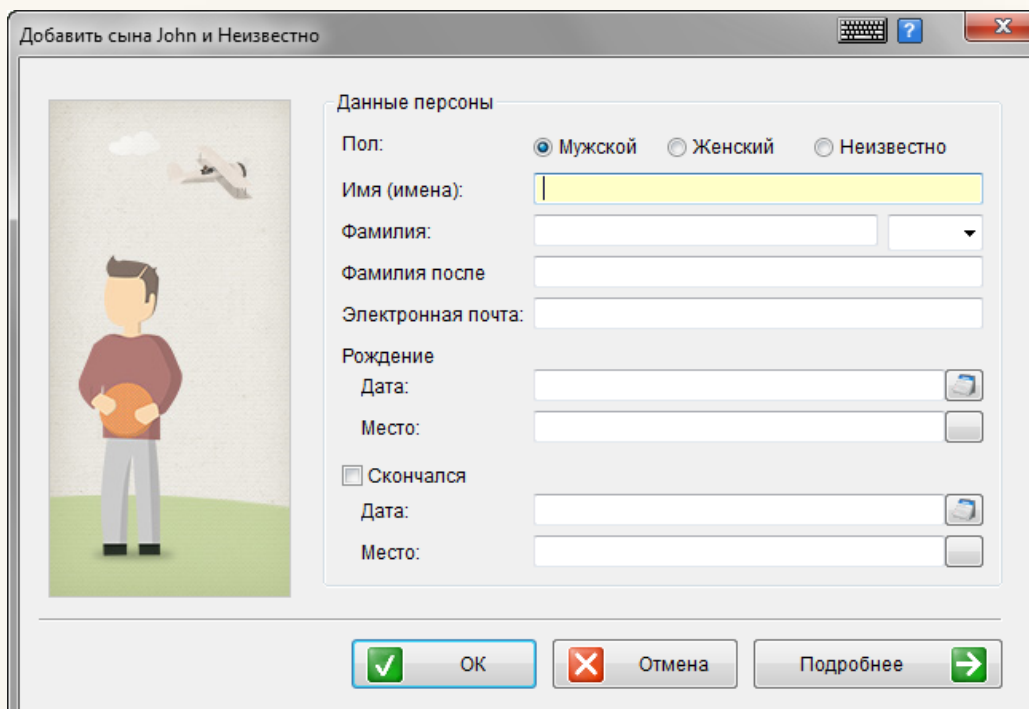 Добавить сына John и Неизвестно
?
X
Данные персоны
Пол: Мужской Женский Неизвестно
Имя (имена):
Фамилия:
Фамилия после
Электронная почта:
Рождение
Дата:
Место:
Скончался
Дата:
Место:
ОК Отмена Подробнее